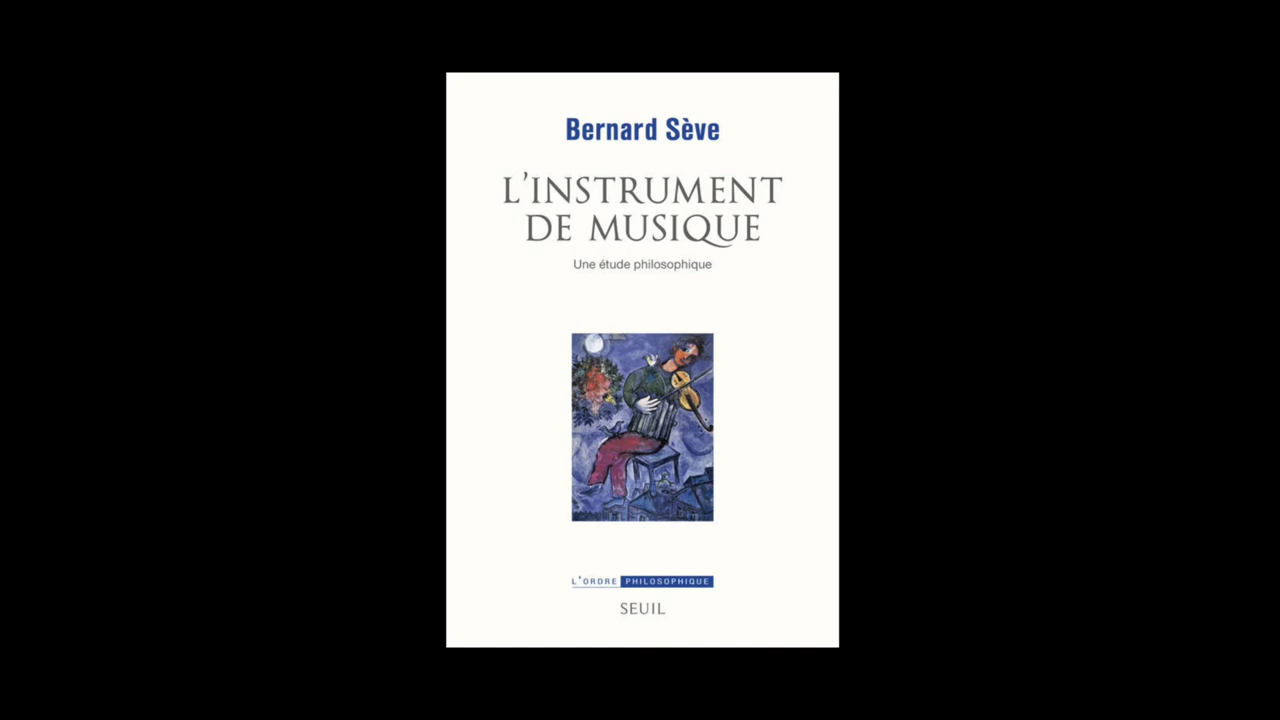 Bernard Sève
L'INSTRUMENT
DE MUSIQUE
Une étude philosophique
L'ORDRE PHILOSOPHIQUE
SEUIL